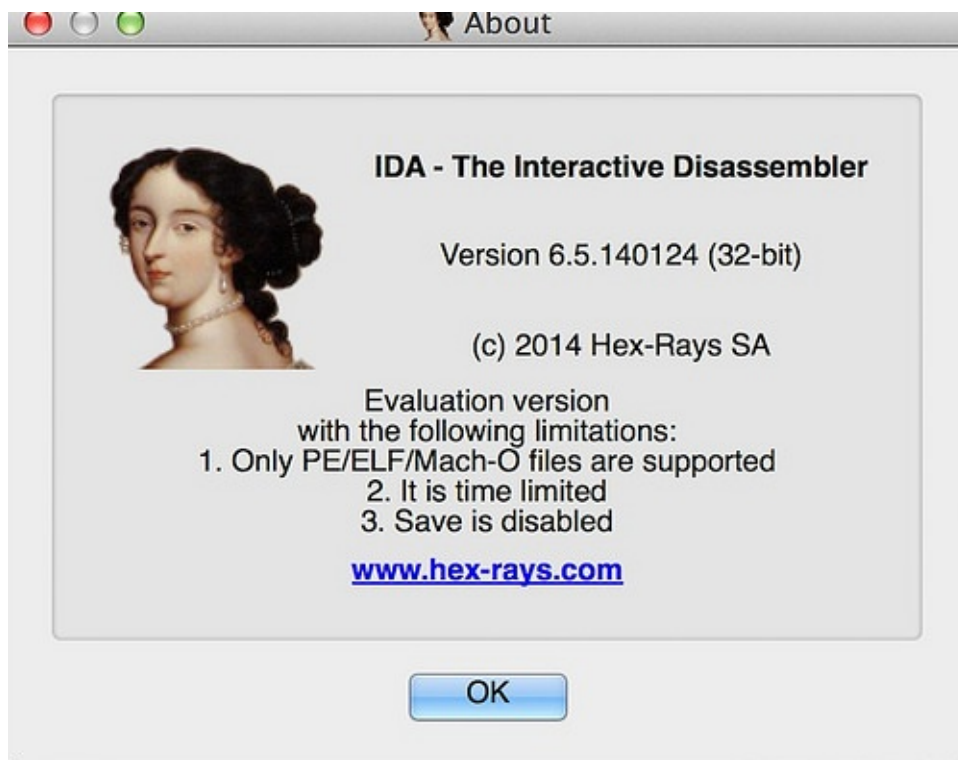 About
IDA - The Interactive Disassembler
Version 6.5.140124 (32-bit)
(c) 2014 Hex-Rays SA
Evaluation version
with the following limitations:
1. Only PE/ELF/Mach-O files are supported
2. It is time limited
3. Save is disabled
www.hex-rays.com
OK